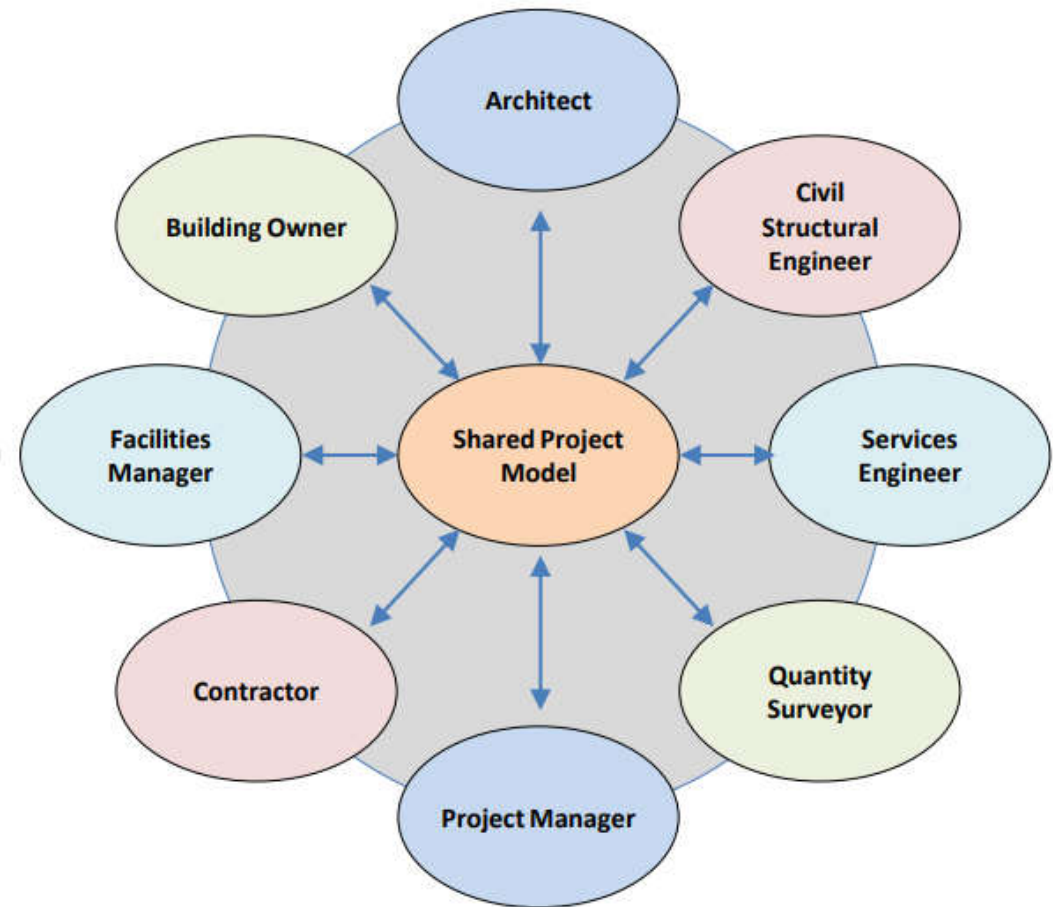 Architect
Civil
Structural
Engineer
Building Owner
Facilities
Manager
Shared Project
Model
Services
Engineer
Contractor
Quantity
Surveyor
Project Manager